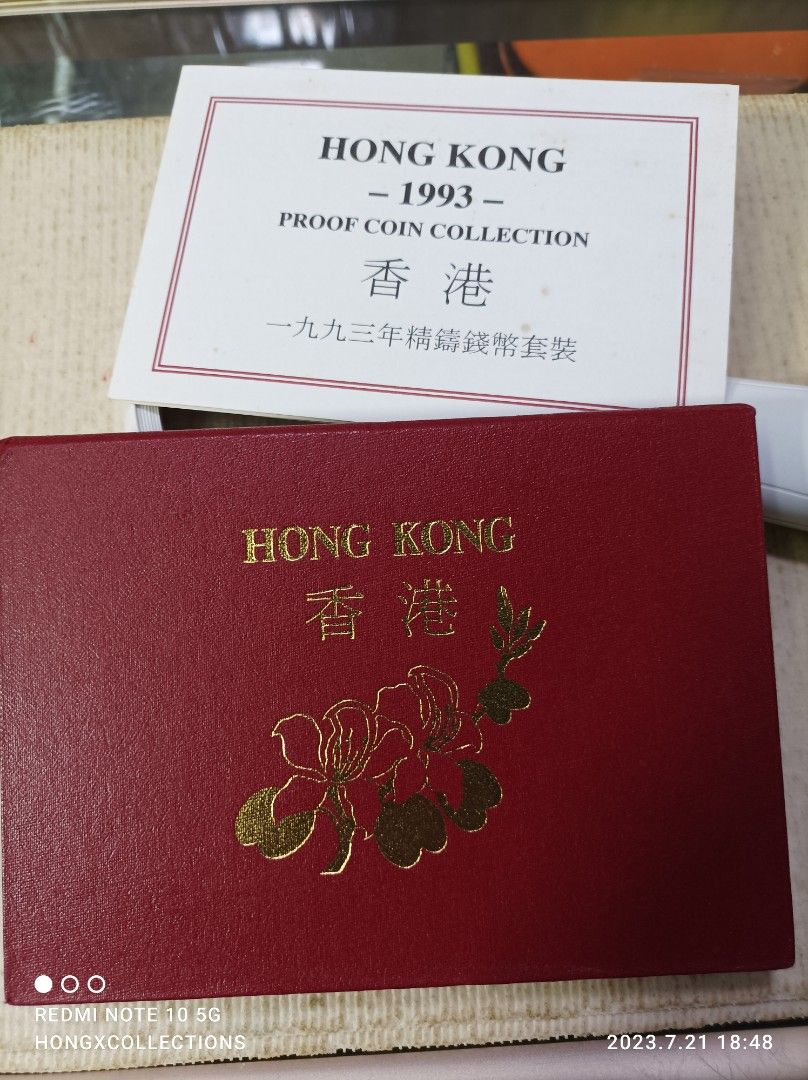 HONG KONG
– 1993 –
PROOF COIN COLLECTION
香 港
一九九三年精鑄錢幣套裝
HONG KONG
香 港
REDMI NOTE 10 5G
HONGXCOLLECTIONS
2023.7.21 18:48